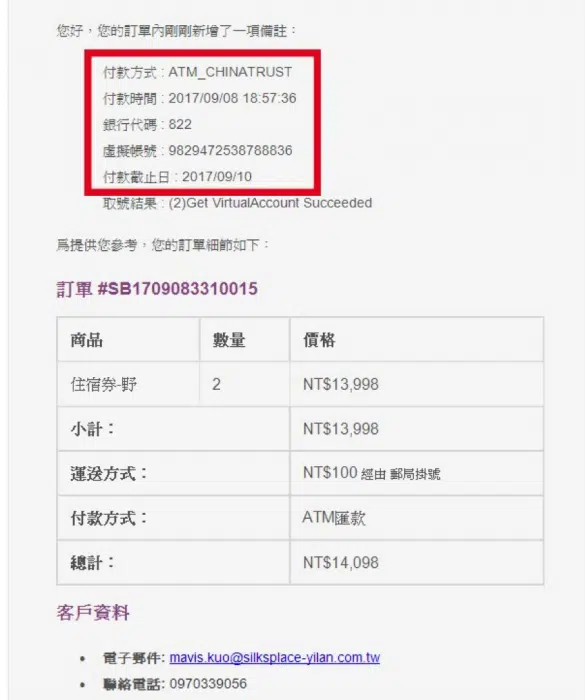 您好，您的訂單內剛剛新增了一項備註：
付款方式：ATM_CHINATRUST
付款時間：2017/09/08 18:57:36
銀行代碼：822
虛擬帳號：9829472538788836
付款截止日：2017/09/10
取號結果：(2)Get VirtualAccount Succeeded
為提供您參考，您的訂單細節如下：
訂單 #SB1709083310015
商品 數量 價格
住宿券-野 2 NT$13,998
小計： NT$13,998
運送方式： NT$100 經由 郵局掛號
付款方式： ATM匯款
總計： NT$14,098
客戶資料
• 電子郵件: mavis.kuo@silksplace-yilan.com.tw
• 聯絡電話: 0970339056